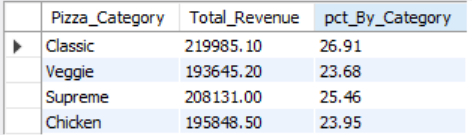 Pizza_Category Total_Revenue pct_By_Category
Classic 219985.10 26.91
Veggie 193645.20 23.68
Supreme 208131.00 25.46
Chicken 195848.50 23.95